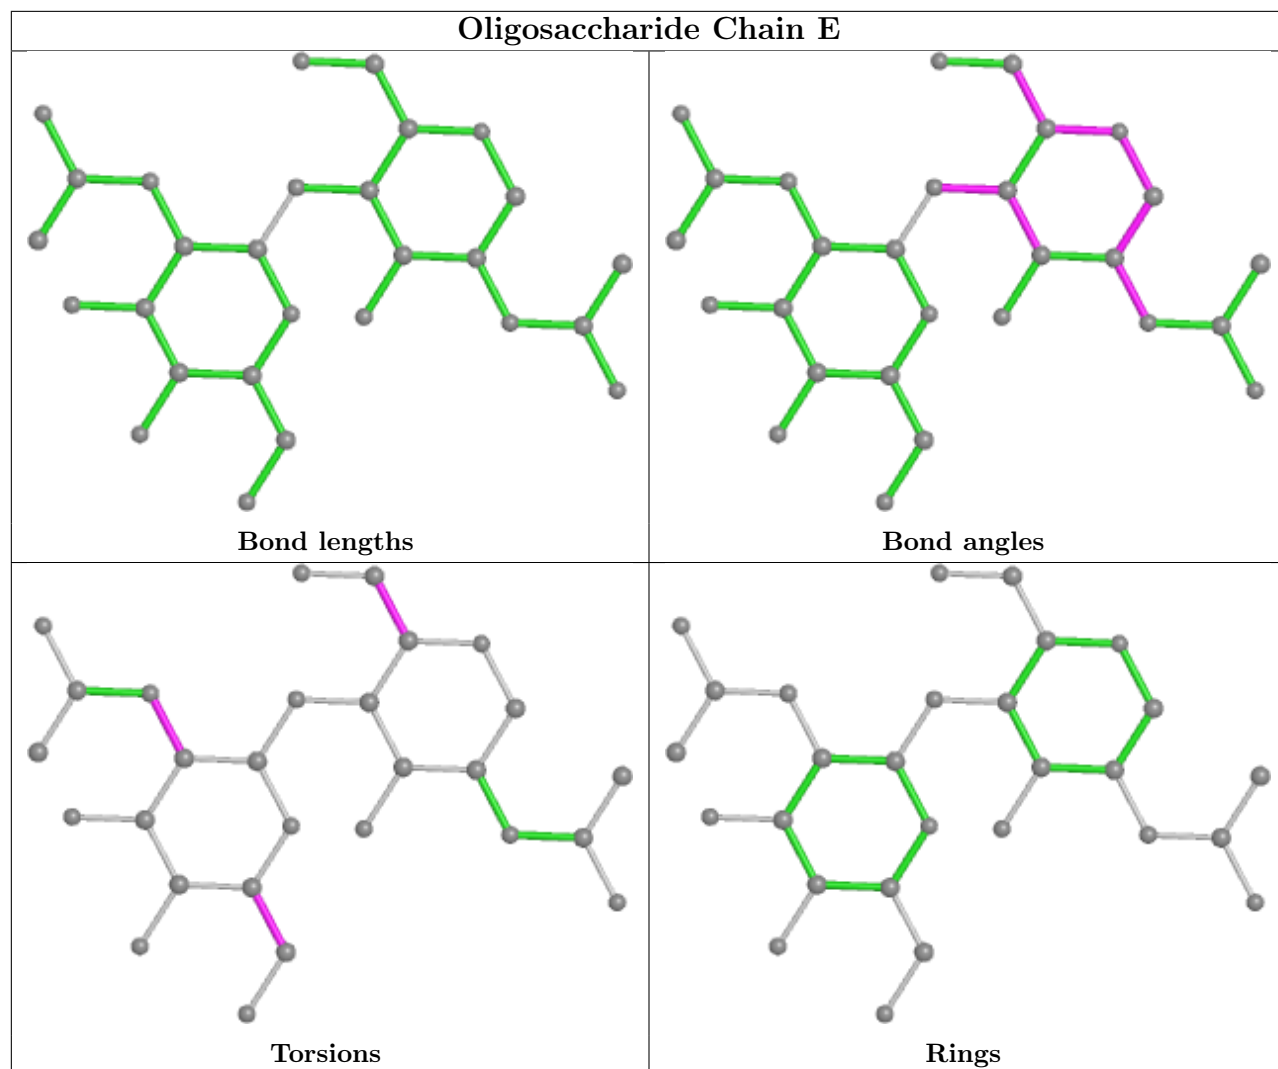 Oligosaccharide Chain E
Bond lengths
Bond angles
Torsions
Rings